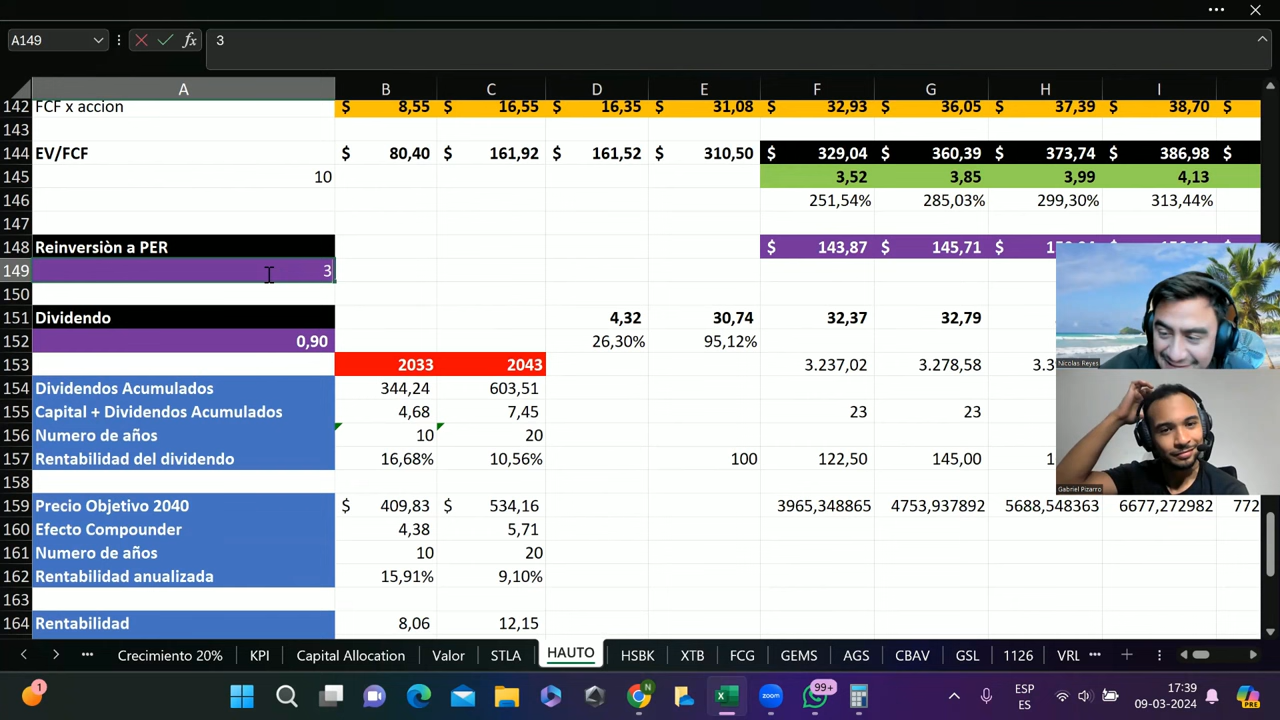 A149 3
A B C D E F G H I
142 FCF x accion $ 8,55 $ 16,55 $ 16,35 $ 31,08 $ 32,93 $ 36,05 $ 37,39 $ 38,70 $
143
144 EV/FCF $ 80,40 $ 161,92 $ 161,52 $ 310,50 $ 329,04 $ 360,39 $ 373,74 $ 386,98 $
145 10 3,52 3,85 3,99 4,13
146 251,54% 285,03% 299,30% 313,44%
147
148 Reinversiòn a PER $ 143,87 $ 145,71 $
149 3
150
151 Dividendo 4,32 30,74 32,37 32,79
152 0,90 26,30% 95,12%
153 2033 2043 3.237,02 3.278,58
154 Dividendos Acumulados 344,24 603,51
155 Capital + Dividendos Acumulados 4,68 7,45 23 23
156 Numero de años 10 20
157 Rentabilidad del dividendo 16,68% 10,56% 100 122,50 145,00
158
159 Precio Objetivo 2040 $ 409,83 $ 534,16 3965,348865 4753,937892 5688,548363 6677,272982 772
160 Efecto Compounder 4,38 5,71
161 Numero de años 10 20
162 Rentabilidad anualizada 15,91% 9,10%
163
164 Rentabilidad 8,06 12,15
Nicolas Reyes
Gabriel Pizarro
Crecimiento 20% KPI Capital Allocation Valor STLA HAUTO HSBK XTB FCG GEMS AGS CBAV GSL 1126 VRL
1 zoom 99+ ESP ES 17:39 09-03-2024 PRE